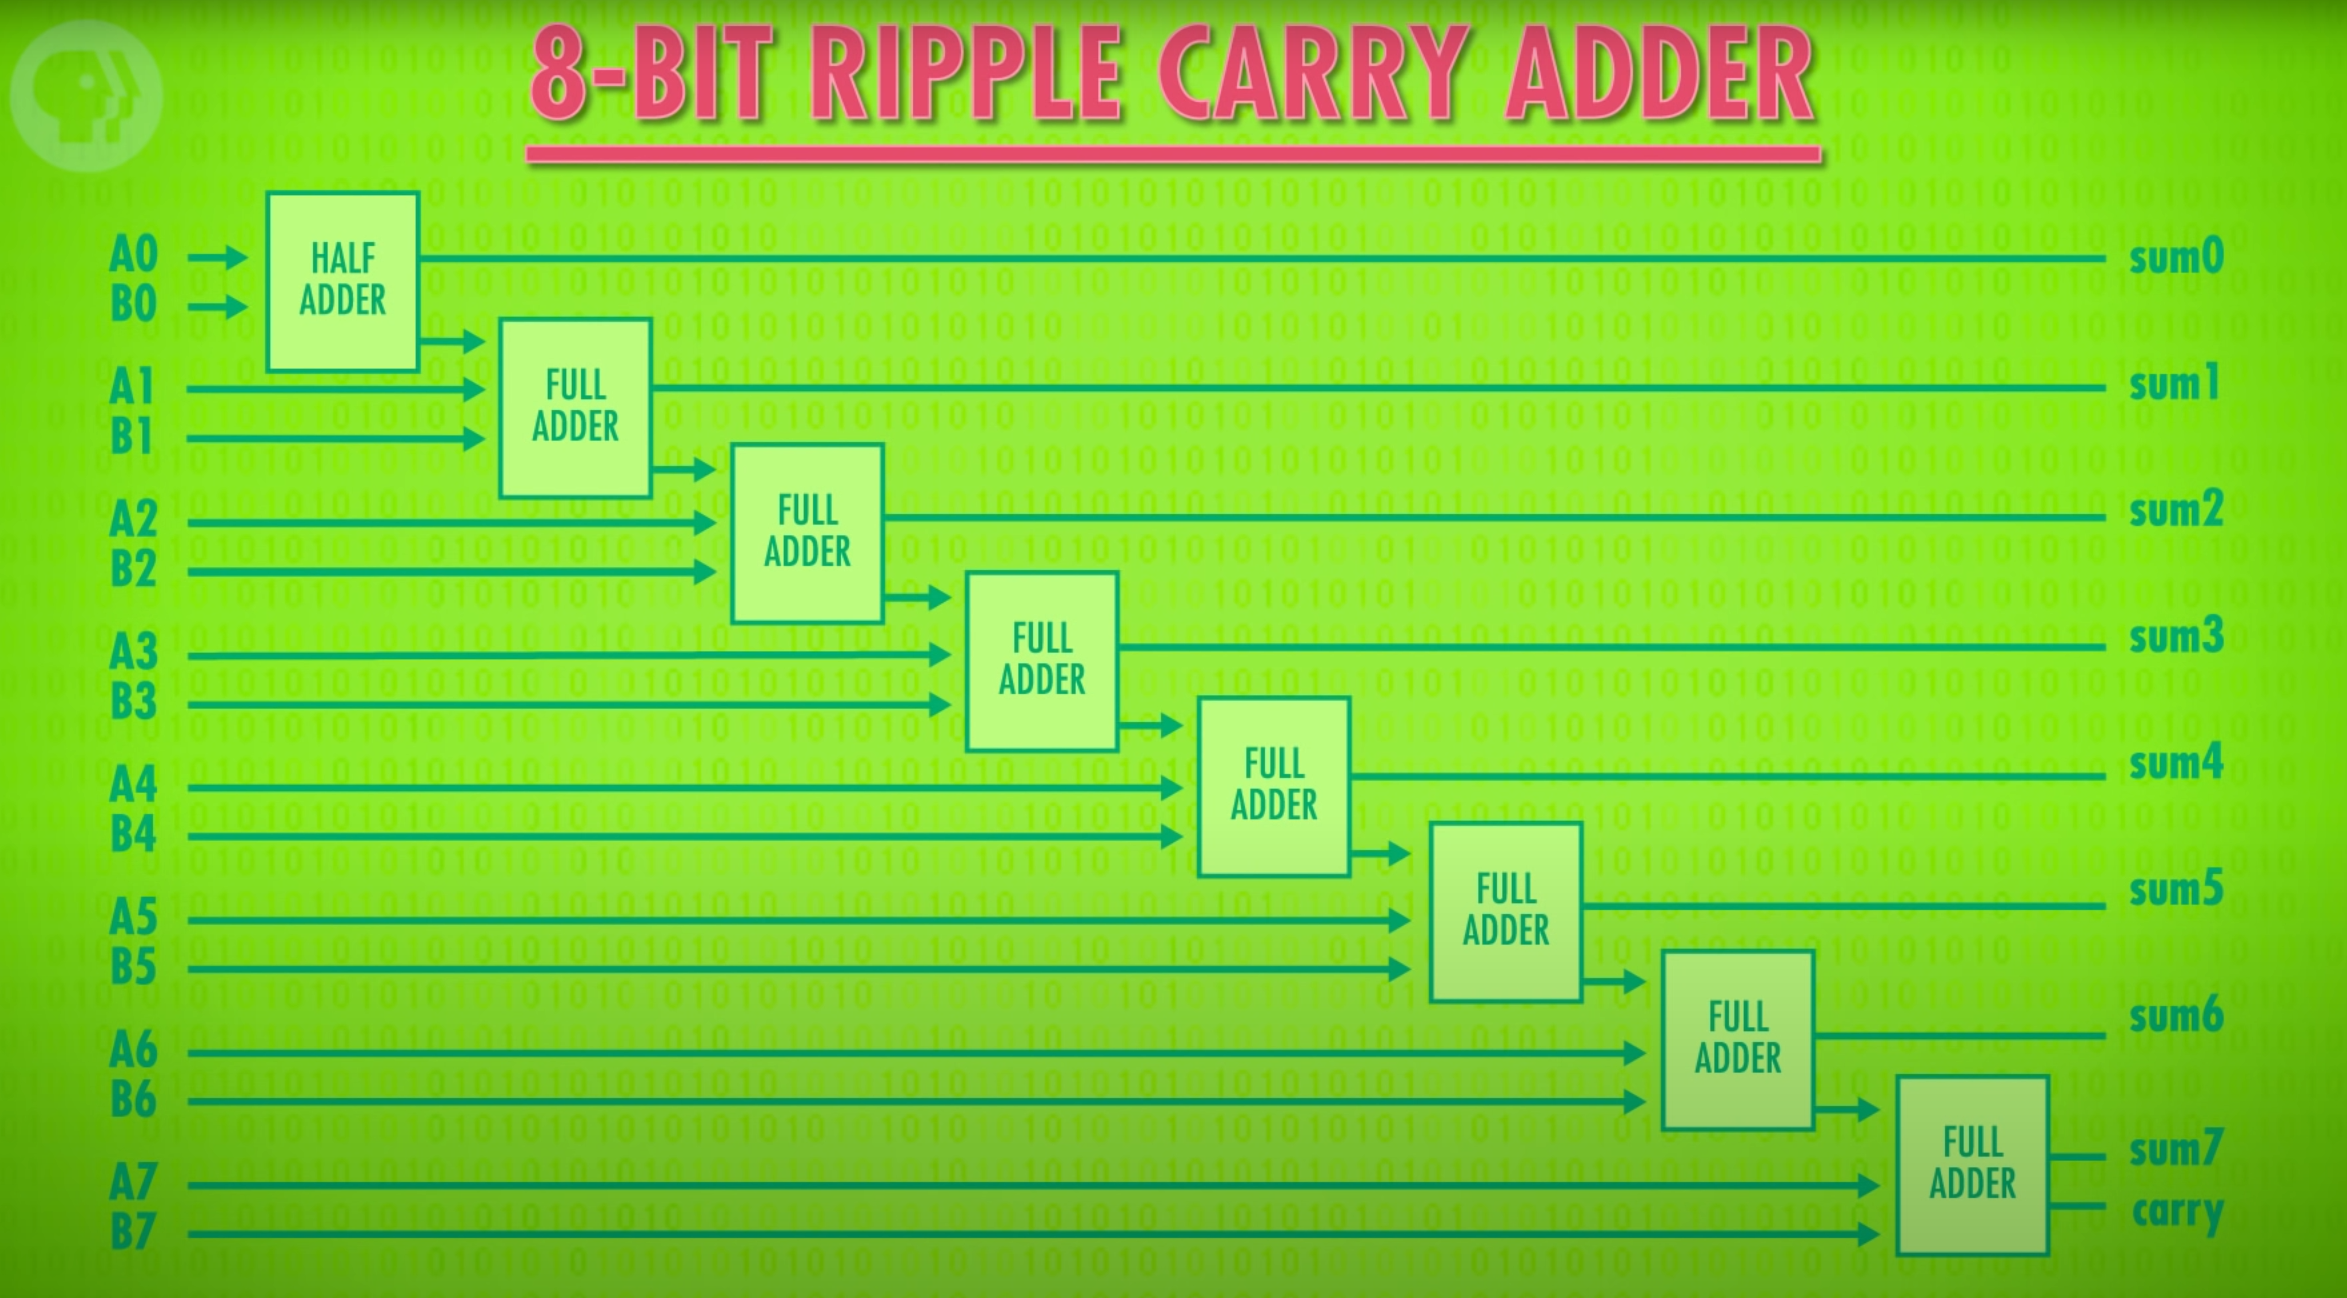 8-BIT RIPPLE CARRY ADDER
A0
B0
HALF
ADDER
sum0
A1
B1
FULL
ADDER
sum1
A2
B2
FULL
ADDER
sum2
A3
B3
FULL
ADDER
sum3
A4
B4
FULL
ADDER
sum4
A5
B5
FULL
ADDER
sum5
A6
B6
FULL
ADDER
sum6
A7
B7
FULL
ADDER
sum7
carry